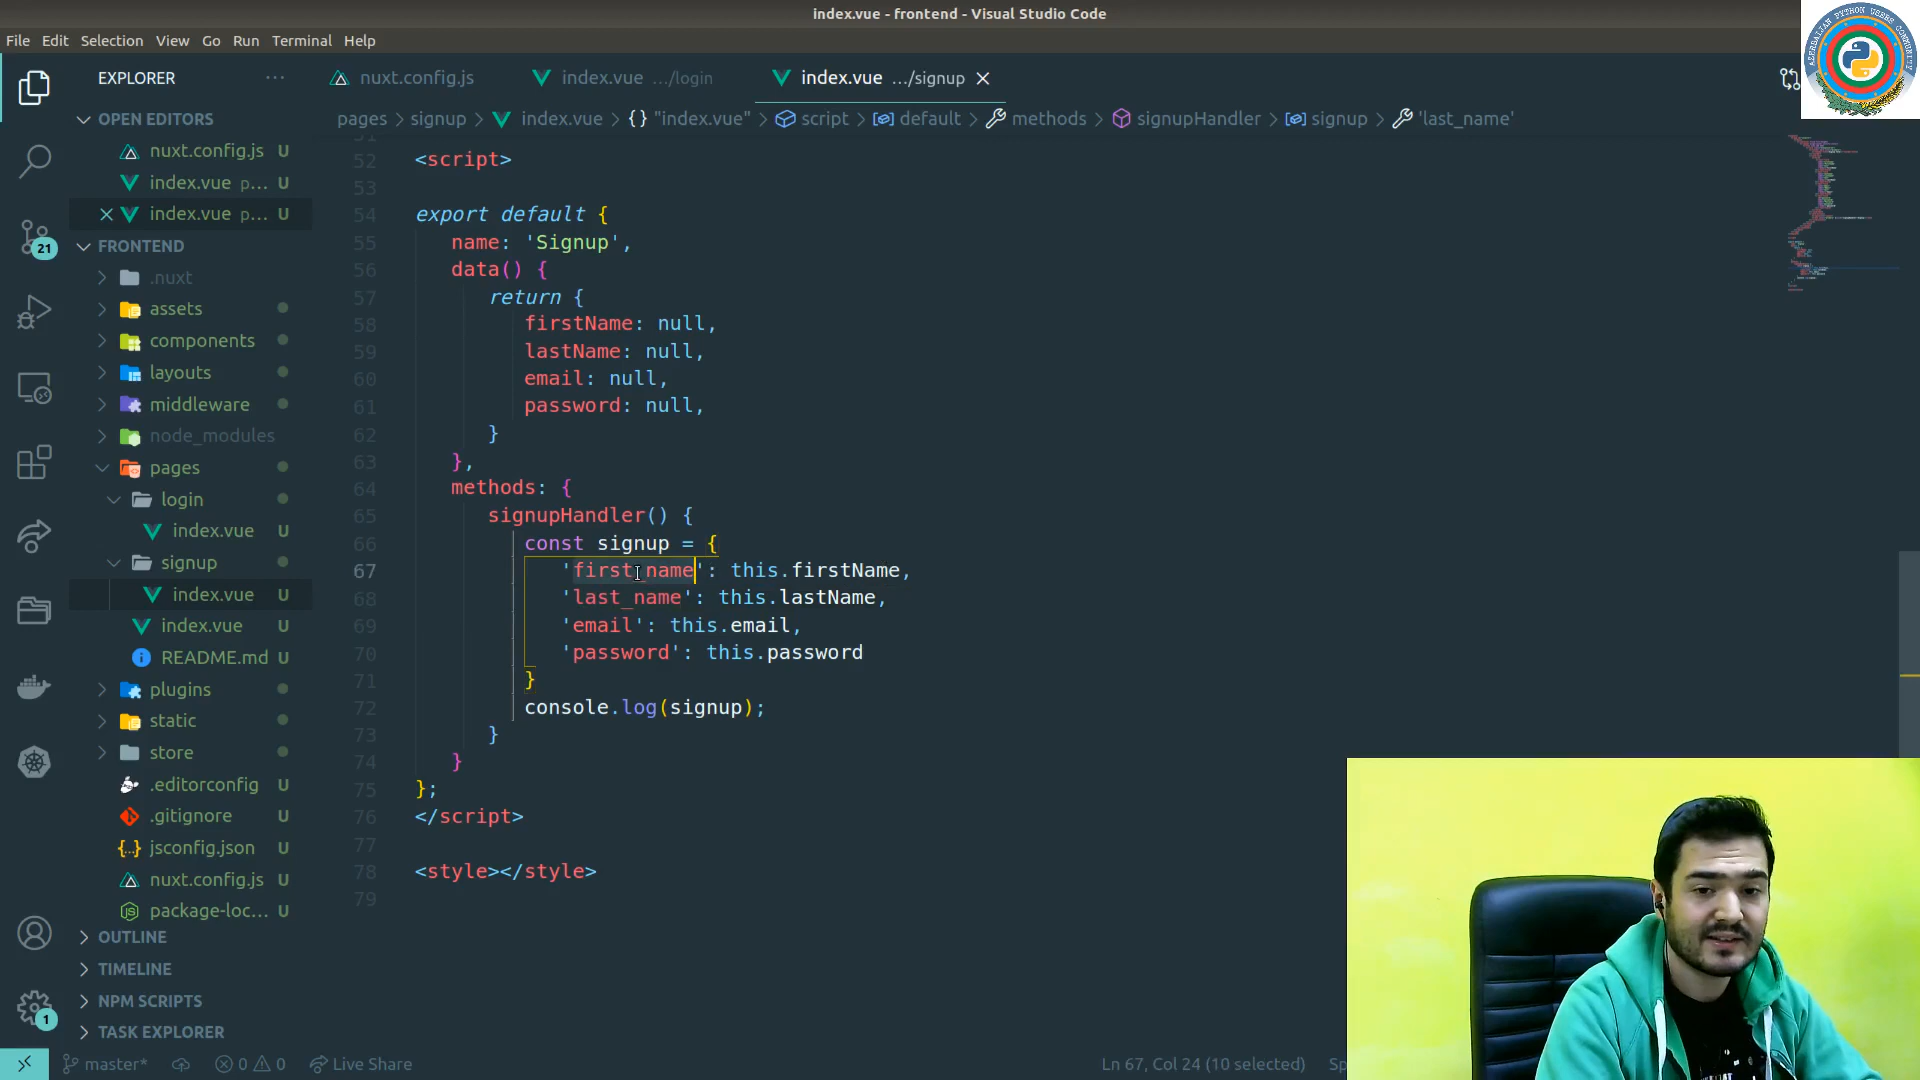 index.vue - frontend - Visual Studio Code
File Edit Selection View Go Run Terminal Help
AZERBAIJAN PYTHON USERS COMMUNITY
EXPLORER
nuxt.config.js
index.vue .../login
index.vue .../signup
pages > signup > index.vue > {} "index.vue" > script > default > methods > signupHandler > signup > 'last_name'
OPEN EDITORS
nuxt.config.js U
index.vue p... U
index.vue p... U
FRONTEND
.nuxt
assets
components
layouts
middleware
node_modules
pages
login
index.vue U
signup
index.vue U
index.vue U
README.md U
plugins
static
store
.editorconfig U
.gitignore U
jsconfig.json U
nuxt.config.js U
package-loc... U
OUTLINE
TIMELINE
NPM SCRIPTS
TASK EXPLORER
21
1
52 <script>
53
54 export default {
55 name: 'Signup',
56 data() {
57 return {
58 firstName: null,
59 lastName: null,
60 email: null,
61 password: null,
62 }
63 },
64 methods: {
65 signupHandler() {
66 const signup = {
67 'first_name': this.firstName,
68 'last_name': this.lastName,
69 'email': this.email,
70 'password': this.password
71 }
72 console.log(signup);
73 }
74 }
75 };
76 </script>
77
78 <style></style>
79
master* 0 0 Live Share
Ln 67, Col 24 (10 selected)